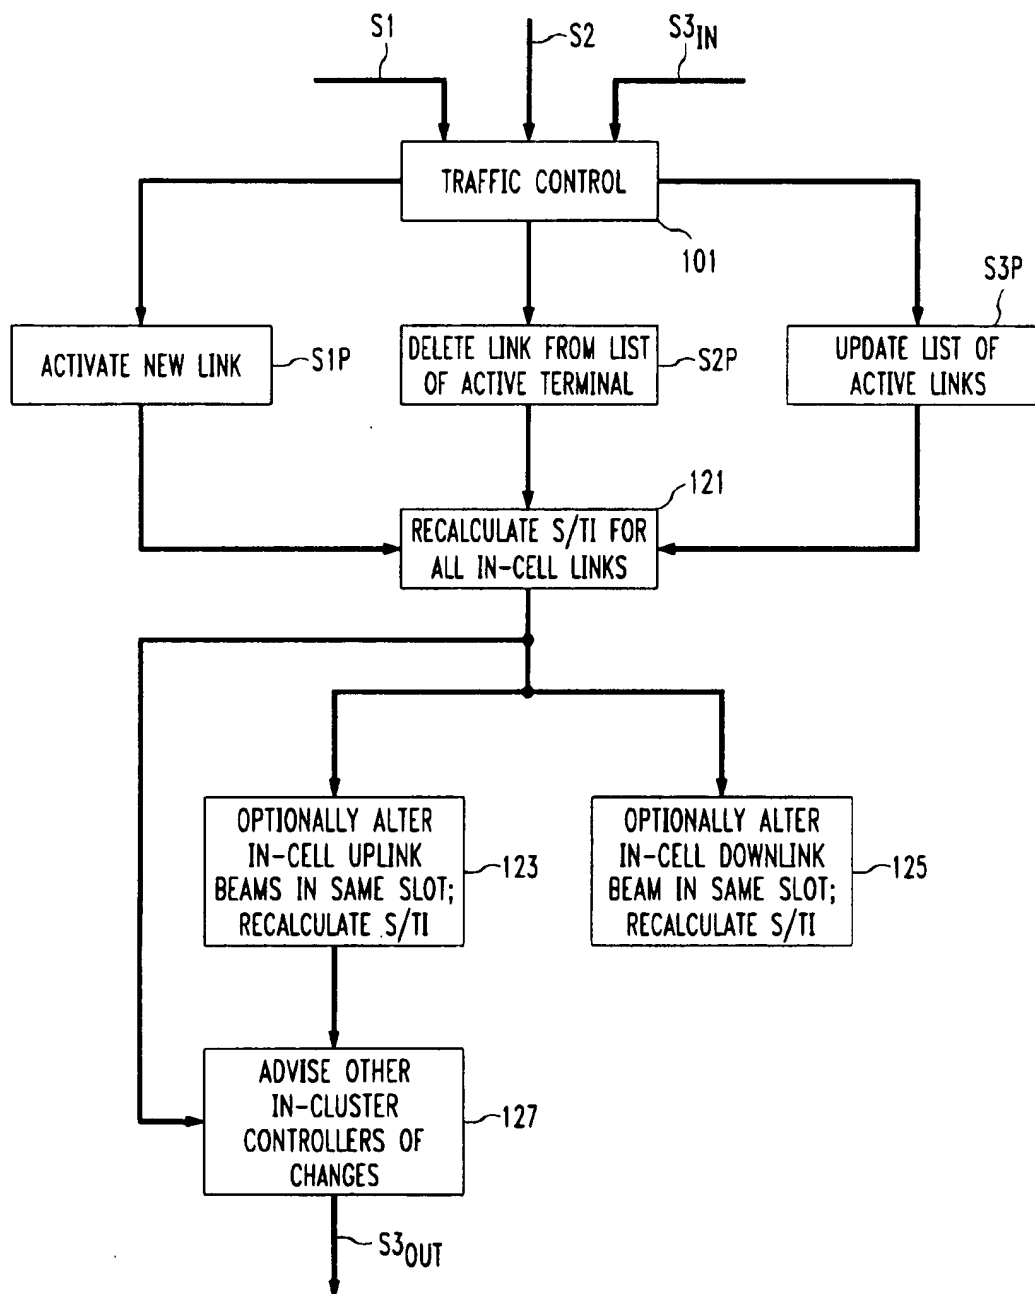 S1
S2
S3IN
TRAFFIC CONTROL
101
S3P
ACTIVATE NEW LINK
S1P
DELETE LINK FROM LIST
OF ACTIVE TERMINAL
S2P
UPDATE LIST OF
ACTIVE LINKS
121
RECALCULATE S/TI FOR
ALL IN-CELL LINKS
OPTIONALLY ALTER
IN-CELL UPLINK
BEAMS IN SAME SLOT;
RECALCULATE S/TI
123
OPTIONALLY ALTER
IN-CELL DOWNLINK
BEAM IN SAME SLOT;
RECALCULATE S/TI
125
ADVISE OTHER
IN-CLUSTER
CONTROLLERS OF
CHANGES
127
S3OUT